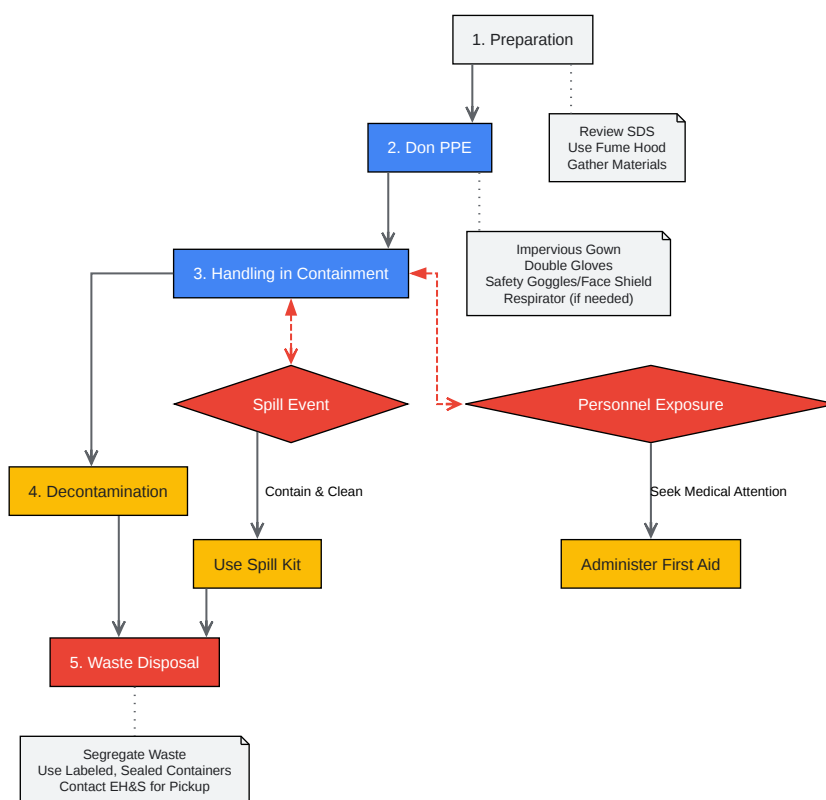 1. Preparation
Review SDS
Use Fume Hood
Gather Materials
2. Don PPE
Impervious Gown
Double Gloves
Safety Goggles/Face Shield
Respirator (if needed)
3. Handling in Containment
Spill Event
Personnel Exposure
4. Decontamination
Contain & Clean
Seek Medical Attention
Use Spill Kit
Administer First Aid
5. Waste Disposal
Segregate Waste
Use Labeled, Sealed Containers
Contact EH&S for Pickup